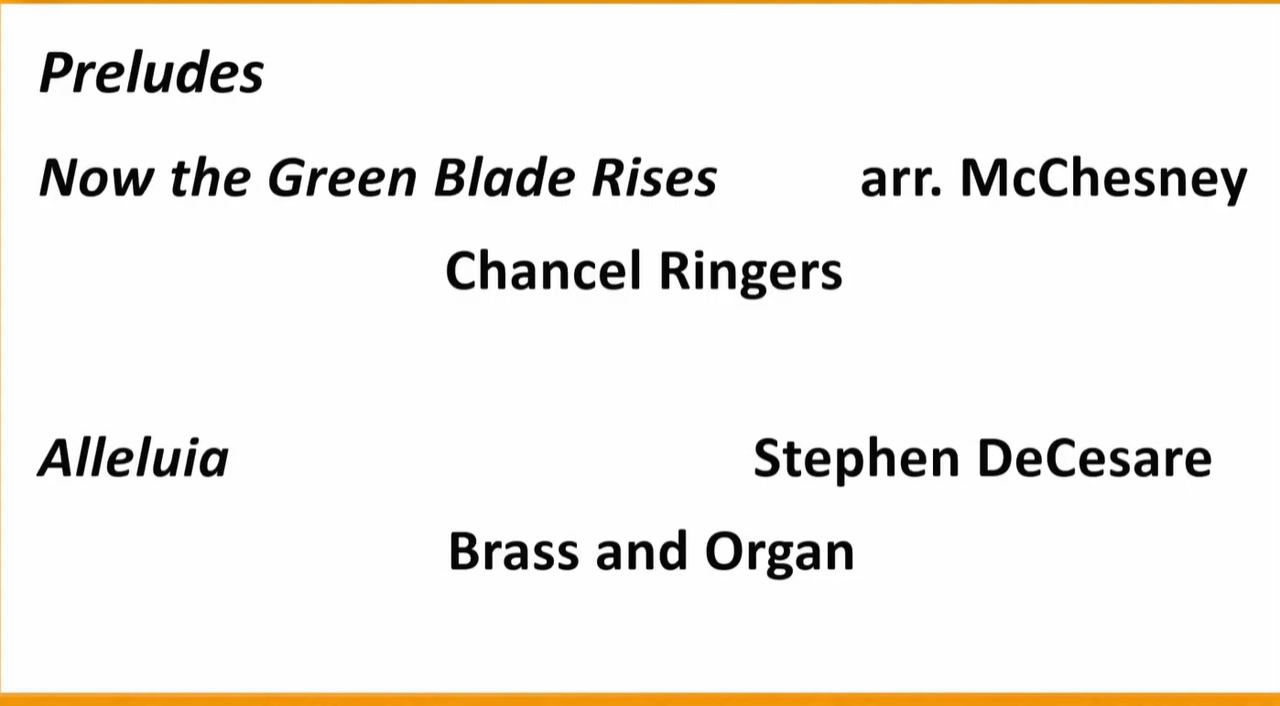 Preludes
Now the Green Blade Rises arr. McChesney
Chancel Ringers
Alleluia Stephen DeCesare
Brass and Organ